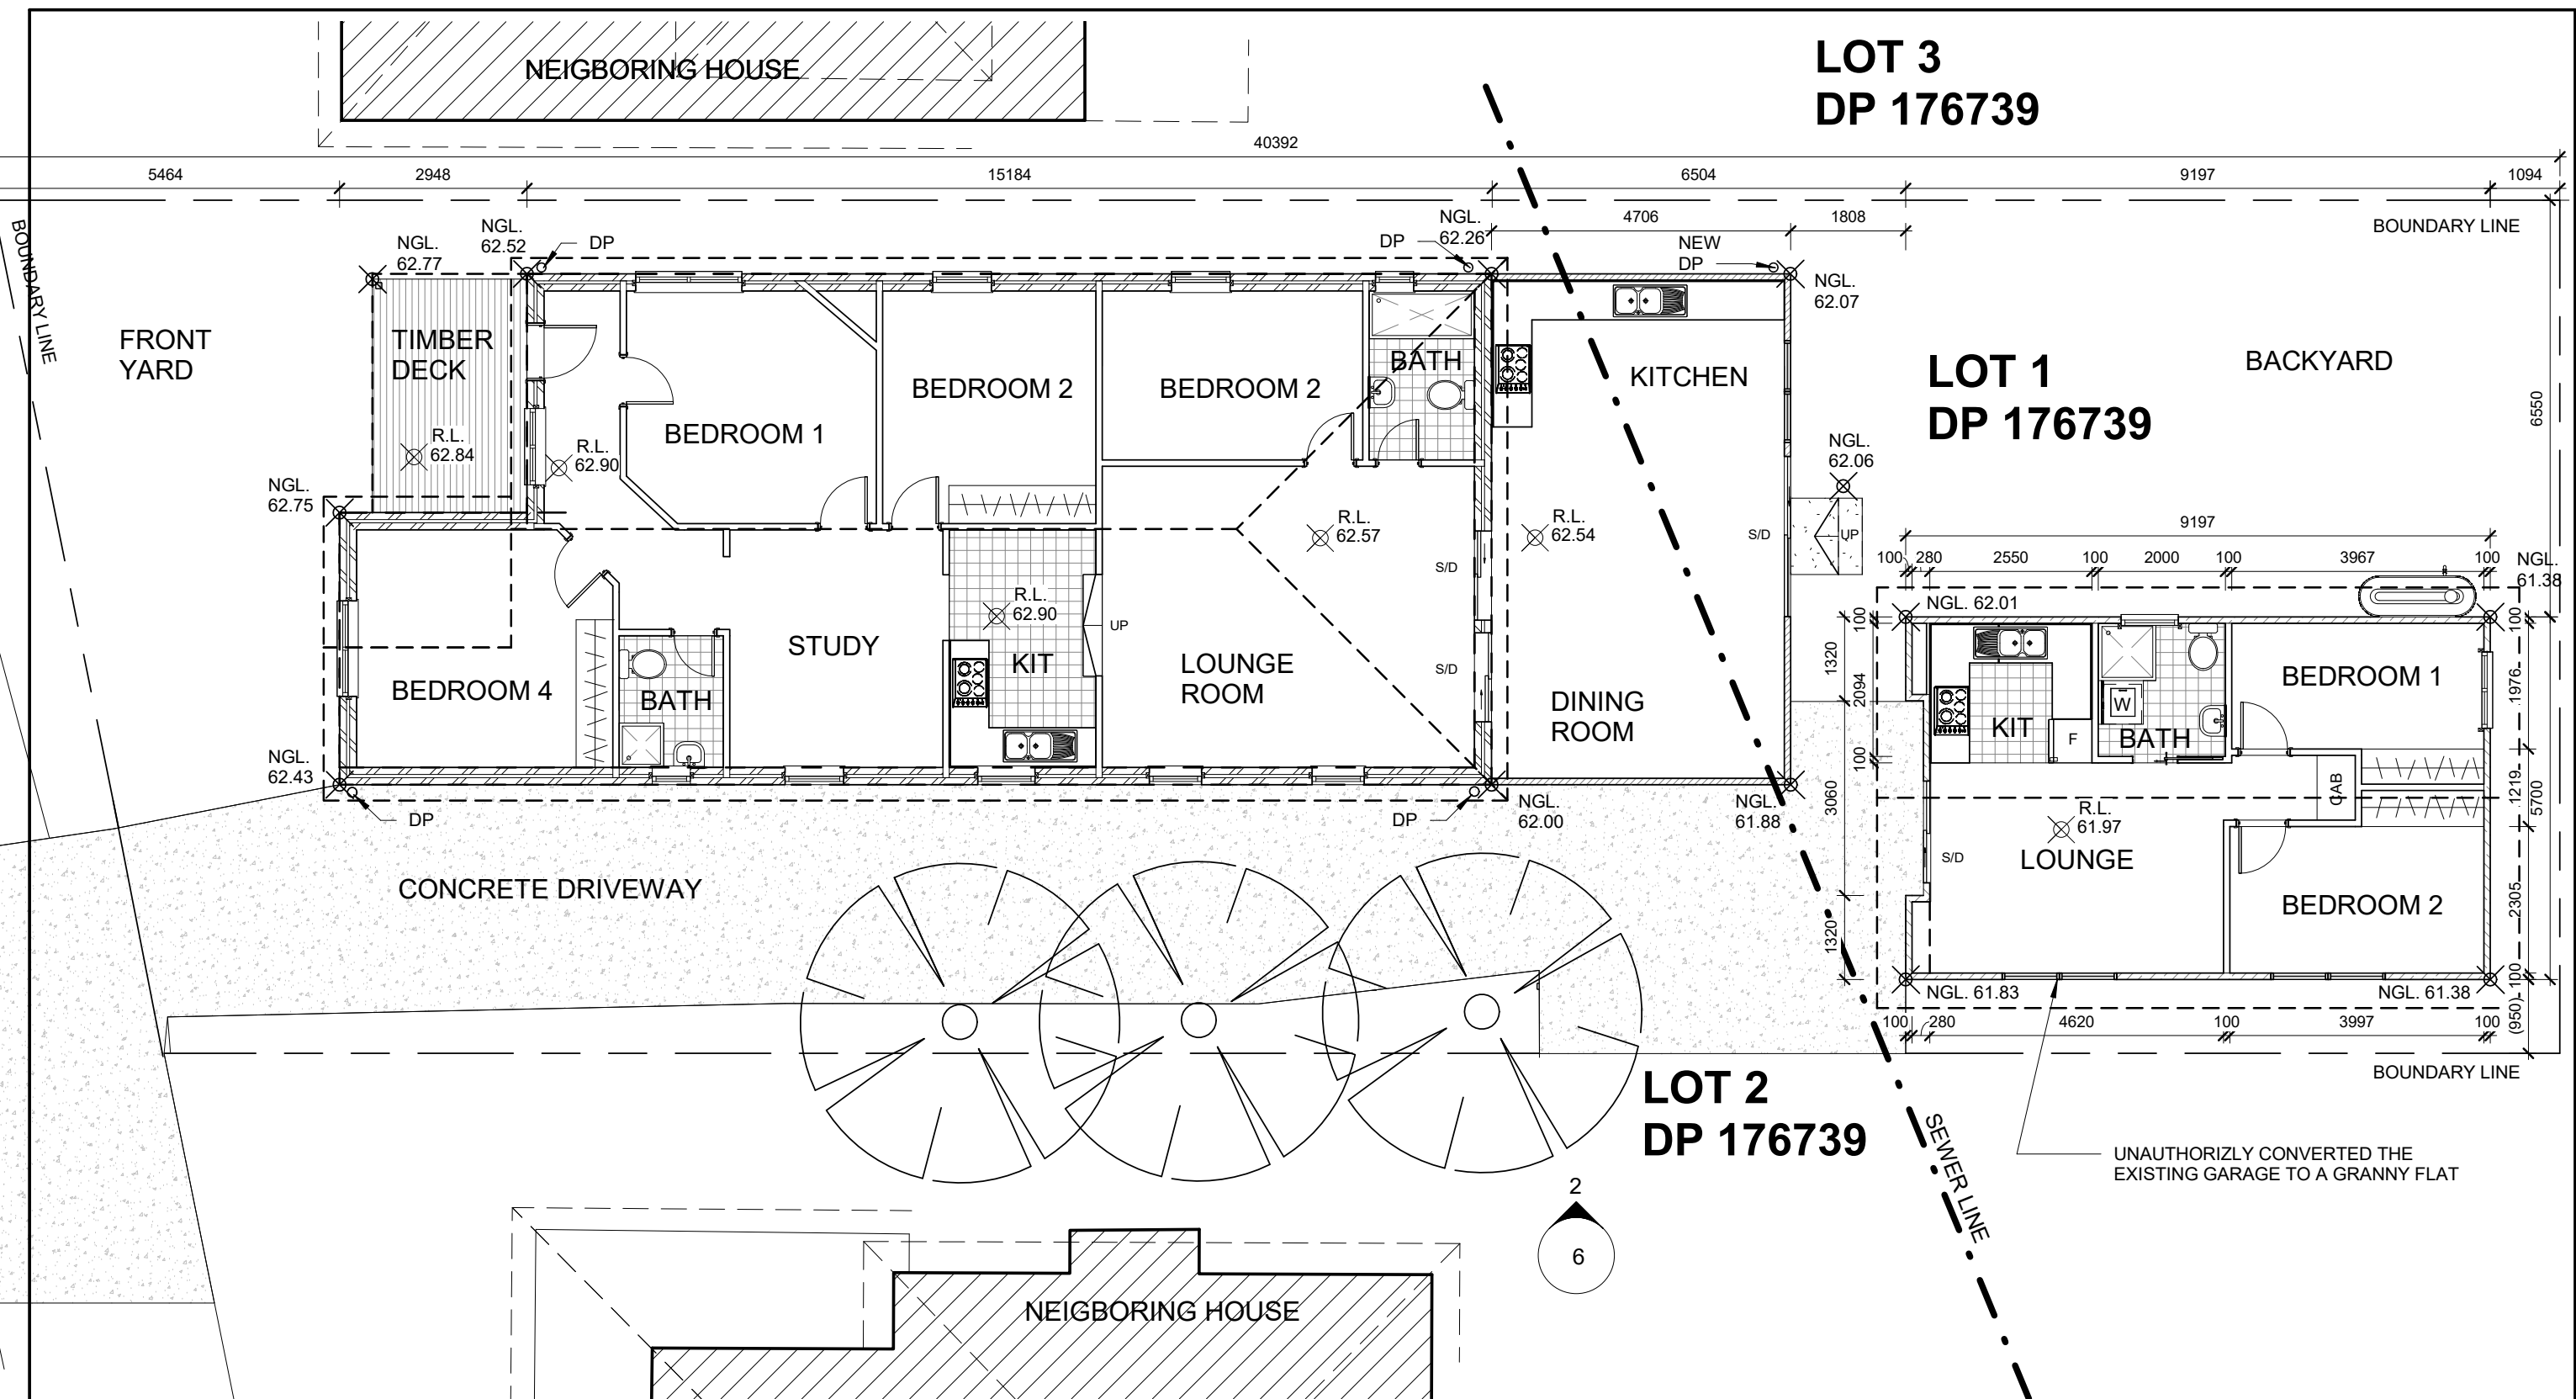 NEIGBORING HOUSE
LOT 3
DP 176739
40392
5464
2948
15184
6504
9197
1094
4706
1808
BOUNDARY LINE
BOUNDARY LINE
NGL.
62.77
NGL.
62.52
DP
DP
NGL.
62.26
NEW
DP
NGL.
62.07
FRONT
YARD
TIMBER
DECK
R.L.
62.84
R.L.
62.90
BEDROOM 1
BEDROOM 2
BEDROOM 2
BATH
KITCHEN
LOT 1
DP 176739
BACKYARD
6550
NGL.
62.06
NGL.
62.75
R.L.
62.57
R.L.
62.54
S/D
UP
S/D
S/D
R.L.
62.90
UP
STUDY
KIT
LOUNGE
ROOM
DINING
ROOM
BEDROOM 4
BATH
NGL.
62.43
DP
DP
NGL.
62.00
NGL.
61.88
9197
100
280
2550
100
2000
100
3967
100
NGL.
61.38
NGL. 62.01
100
1320
2094
100
3060
1320
KIT
F
W
BATH
BEDROOM 1
CAB
R.L.
61.97
LOUNGE
S/D
BEDROOM 2
100
1976
1219
5700
2305
100
(950)
NGL. 61.83
NGL. 61.38
100
280
4620
100
3997
100
BOUNDARY LINE
CONCRETE DRIVEWAY
LOT 2
DP 176739
SEWER LINE
UNAUTHORIZLY CONVERTED THE
EXISTING GARAGE TO A GRANNY FLAT
2
6
NEIGBORING HOUSE